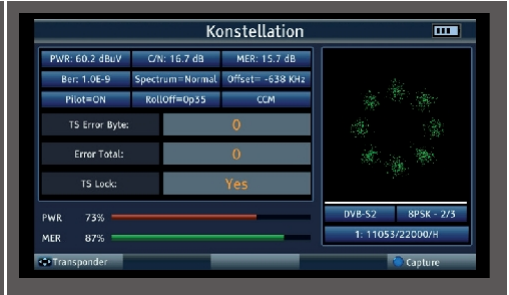 Konstellation
PWR: 60.2 dBuV C/N: 16.7 dB MER: 15.7 dB
Ber: 1.0E-9 Spectrum=Normal Offset= -638 KHz
Pilot=ON RollOff=0p35 CCM
TS Error Byte: 0
Error Total: 0
TS Lock: Yes
PWR 73%
MER 87%
DVB-S2 8PSK - 2/3
1: 11053/22000/H
Transponder Capture